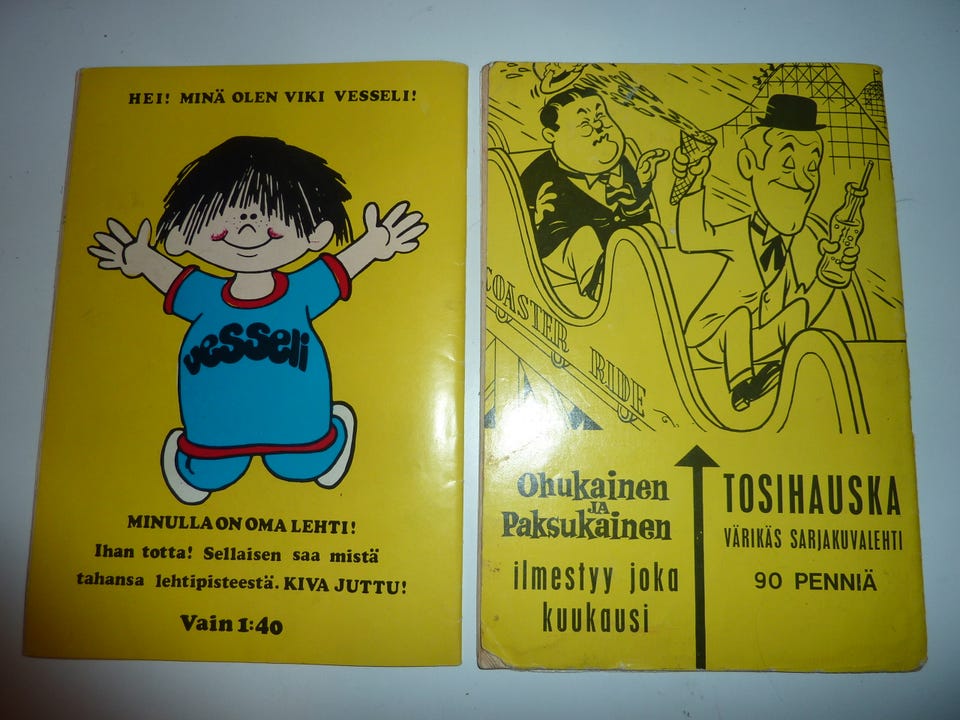 HEI! MINÄ OLEN VIKI VESSELI!
vesseli
MINULLA ON OMA LEHTI!
Ihan totta! Sellaisen saa mistä
tahansa lehtipisteestä. KIVA JUTTU!
Vain 1:40
COASTER RIDE
Ohukainen
JA
Paksukainen
ilmestyy joka
kuukausi
TOSIHAUSKA
VÄRIKÄS SARJAKUVALEHTI
90 PENNIÄ